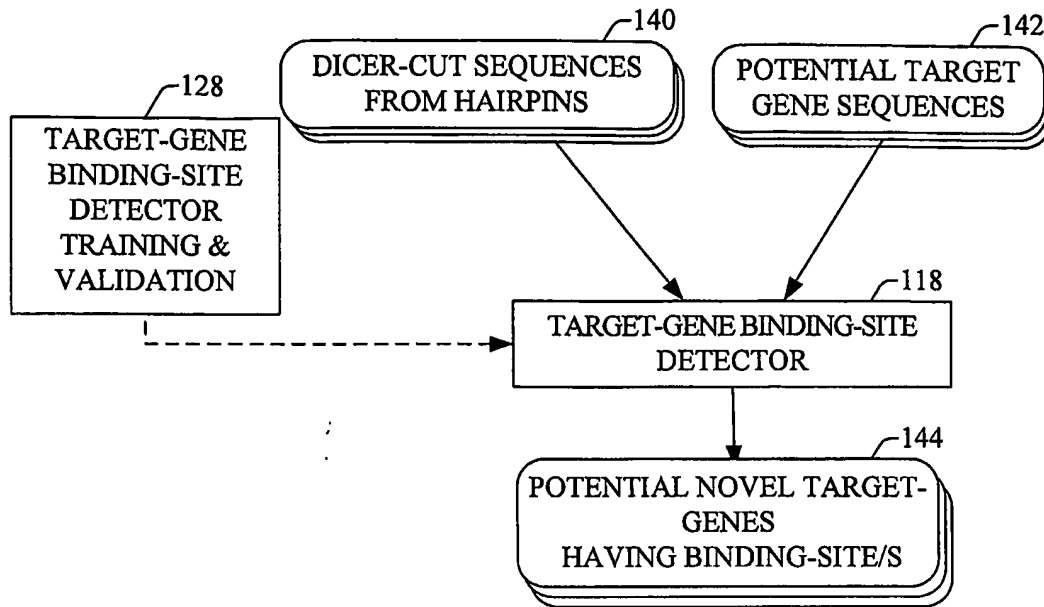 140
DICER-CUT SEQUENCES
FROM HAIRPINS
142
POTENTIAL TARGET
GENE SEQUENCES
128
TARGET-GENE
BINDING-SITE
DETECTOR
TRAINING &
VALIDATION
118
TARGET-GENE BINDING-SITE
DETECTOR
144
POTENTIAL NOVEL TARGET-
GENES
HAVING BINDING-SITE/S